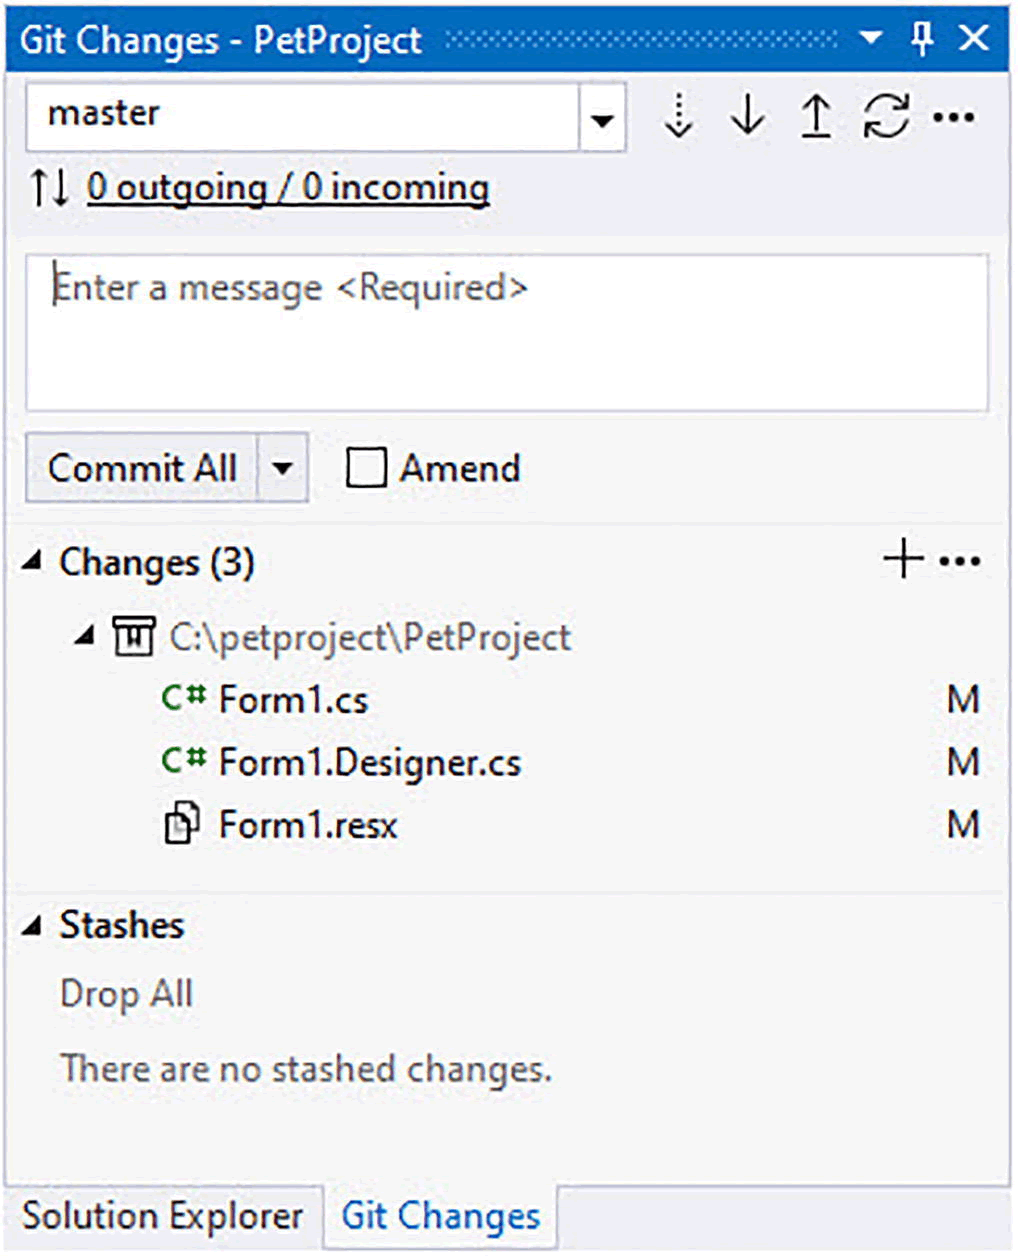 Git Changes - PetProject
master
0 outgoing / 0 incoming
Enter a message <Required>
Commit All
Amend
Changes (3)
C:\petproject\PetProject
C# Form1.cs M
C# Form1.Designer.cs M
Form1.resx M
Stashes
Drop All
There are no stashed changes.
Solution Explorer Git Changes